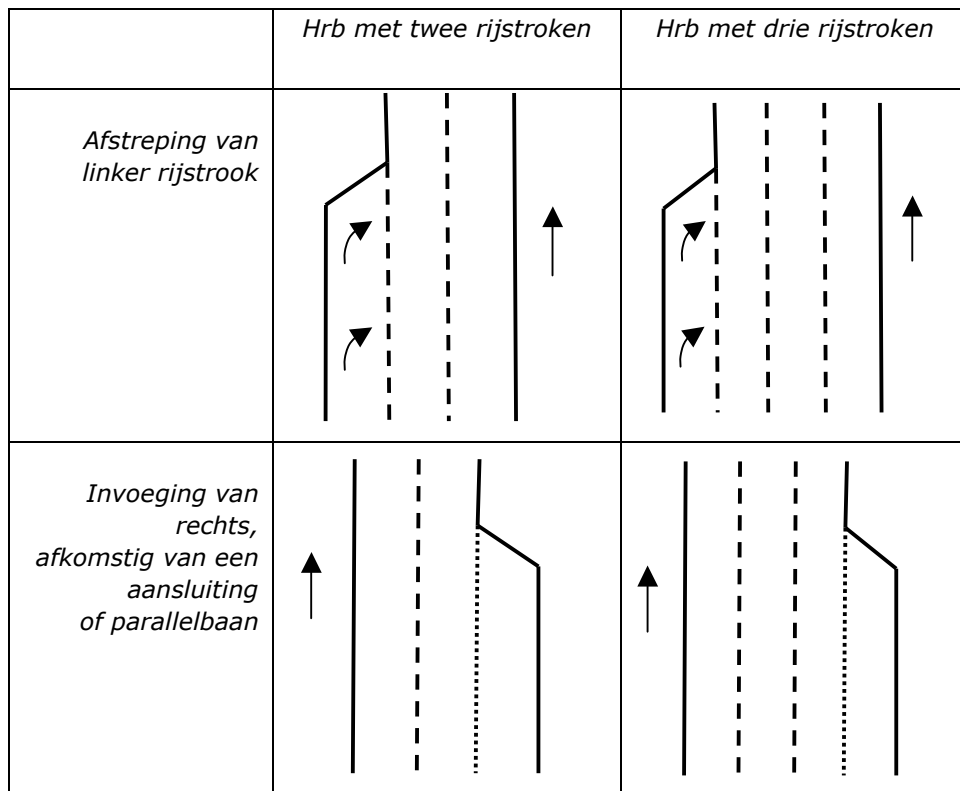 Hrb met twee rijstroken
Hrb met drie rijstroken
Afstreping van
linker rijstrook
Invoeging van
rechts,
afkomstig van een
aansluiting
of parallelbaan